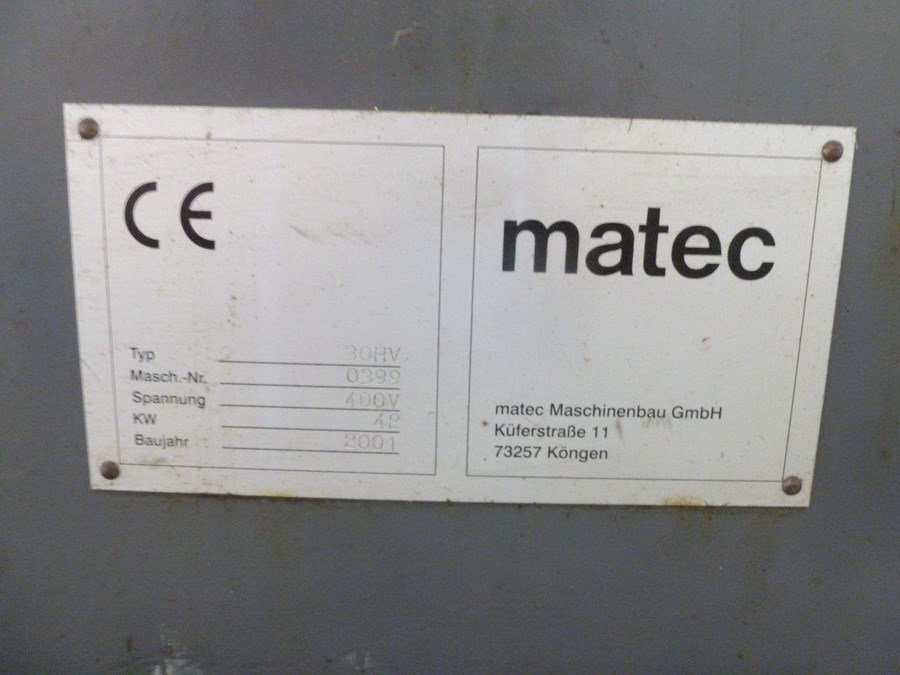 CE
Typ 30HV
Masch.-Nr. 0399
Spannung 400V
KW 42
Baujahr 2001
matec
matec Maschinenbau GmbH
Küferstraße 11
73257 Köngen